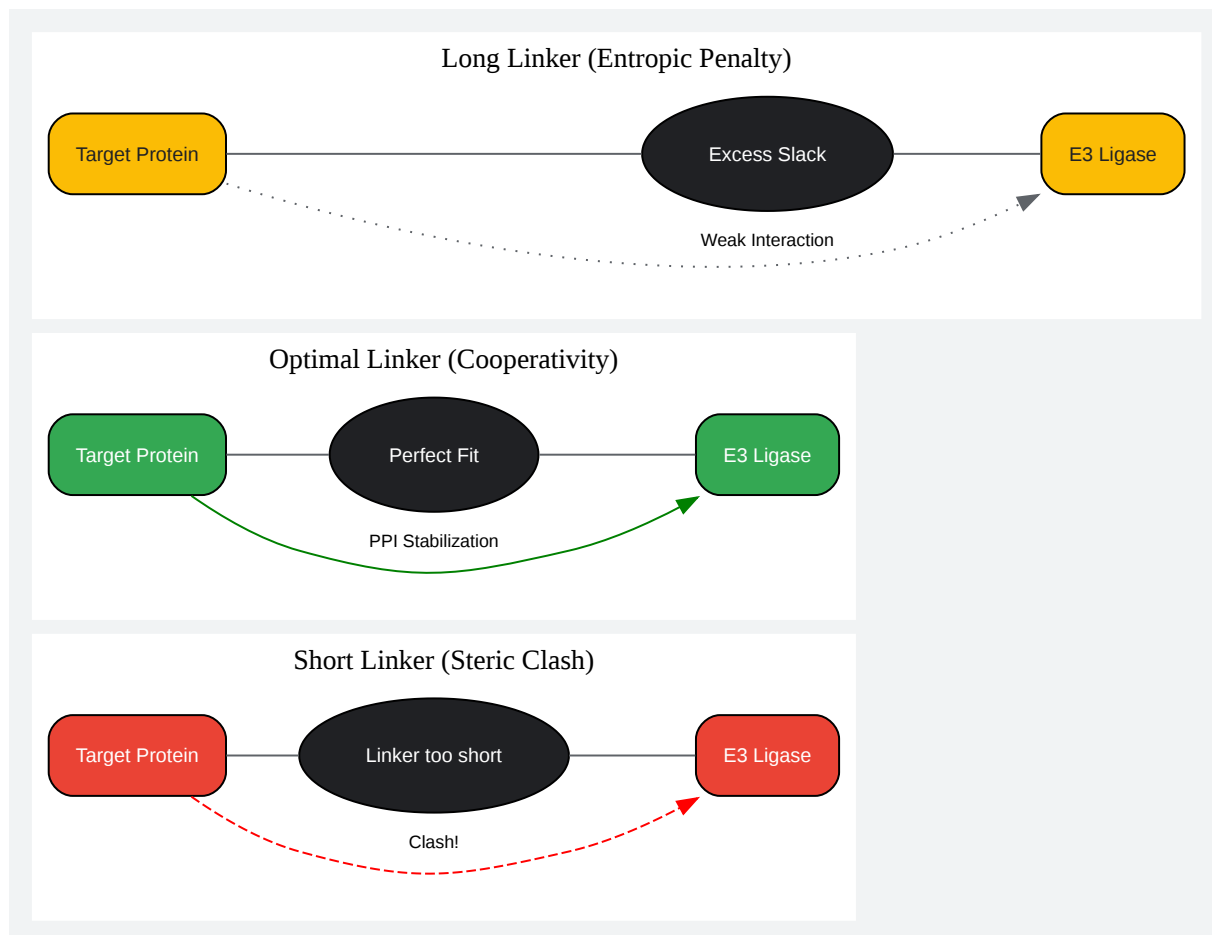 Long Linker (Entropic Penalty)
Target Protein
Excess Slack
E3 Ligase
Weak Interaction
Optimal Linker (Cooperativity)
Target Protein
Perfect Fit
E3 Ligase
PPI Stabilization
Short Linker (Steric Clash)
Target Protein
Linker too short
E3 Ligase
Clash!